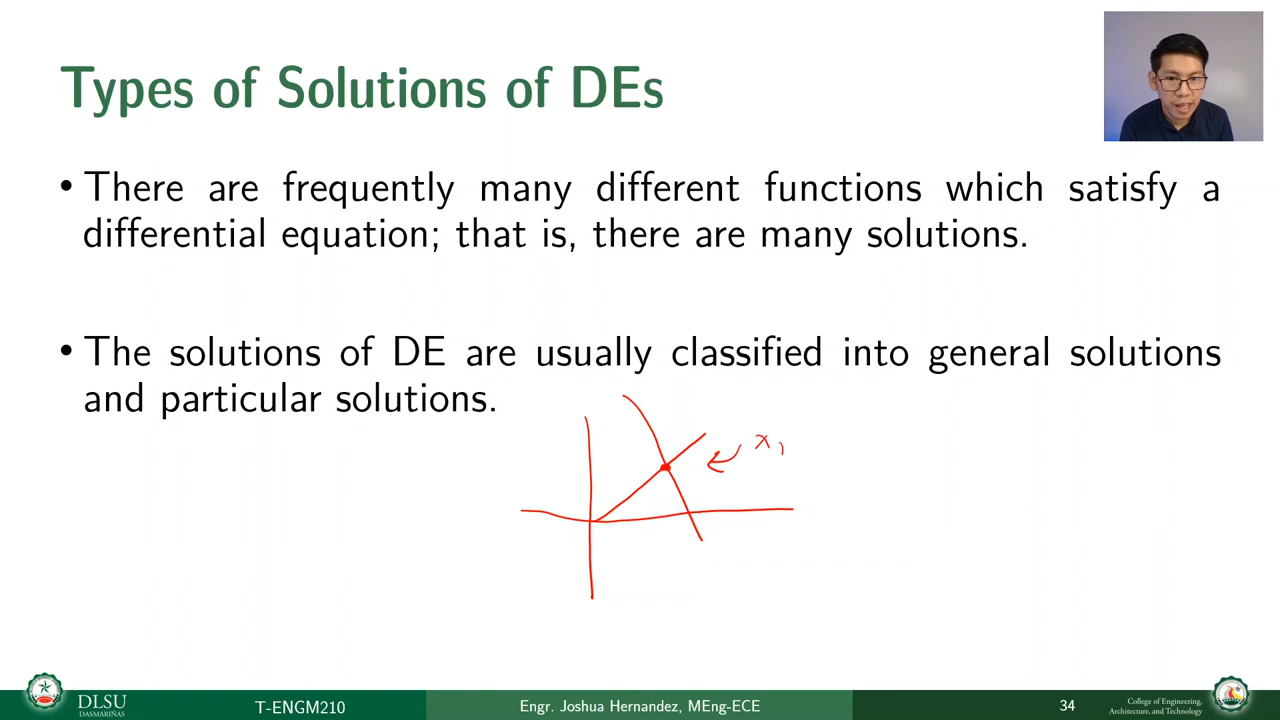 Types of Solutions of DEs
• There are frequently many different functions which satisfy a
differential equation; that is, there are many solutions.
• The solutions of DE are usually classified into general solutions
and particular solutions.
x,
DLSU
DASMARIÑAS
T-ENGM210
Engr. Joshua Hernandez, MEng-ECE
34
College of Engineering,
Architecture, and Technology